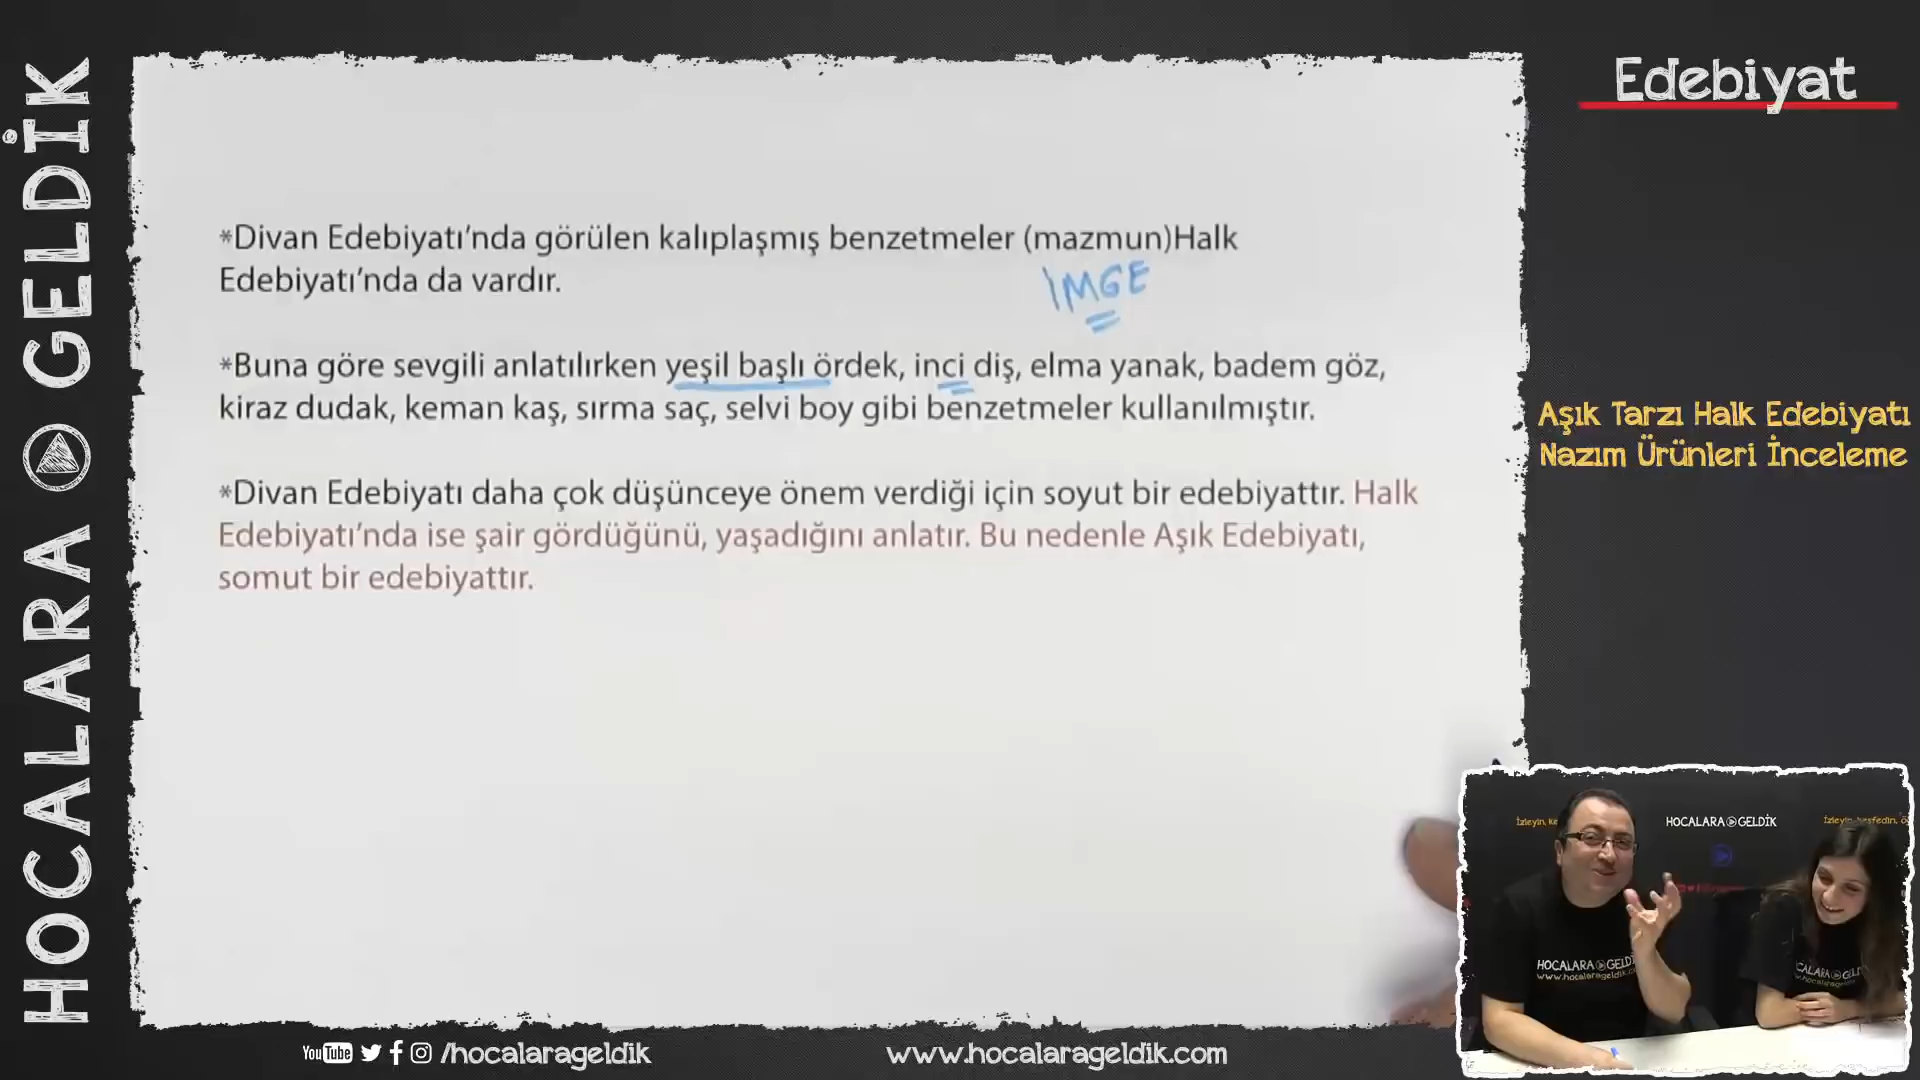 HOCALARA GELDİK
Edebiyat
*Divan Edebiyatı'nda görülen kalıplaşmış benzetmeler (mazmun)Halk
Edebiyatı'nda da vardır.
İMGE
*Buna göre sevgili anlatılırken yeşil başlı ördek, inci diş, elma yanak, badem göz,
kiraz dudak, keman kaş, sırma saç, selvi boy gibi benzetmeler kullanılmıştır.
*Divan Edebiyatı daha çok düşünceye önem verdiği için soyut bir edebiyattır. Halk
Edebiyatı'nda ise şair gördüğünü, yaşadığını anlatır. Bu nedenle Aşık Edebiyatı,
somut bir edebiyattır.
Aşık Tarzı Halk Edebiyatı
Nazım Ürünleri İnceleme
HOCALARA GELDİK
HOCALARA GELDİ
YouTube /hocalarageldik
www.hocalarageldik.com